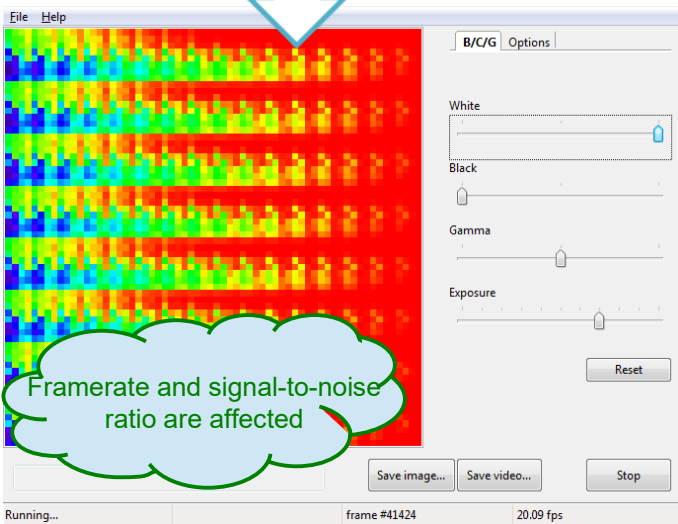 File Help
B/C/G Options
White
Black
Gamma
Exposure
Reset
Framerate and signal-to-noise
ratio are affected
Save image... Save video... Stop
Running... frame #41424 20.09 fps